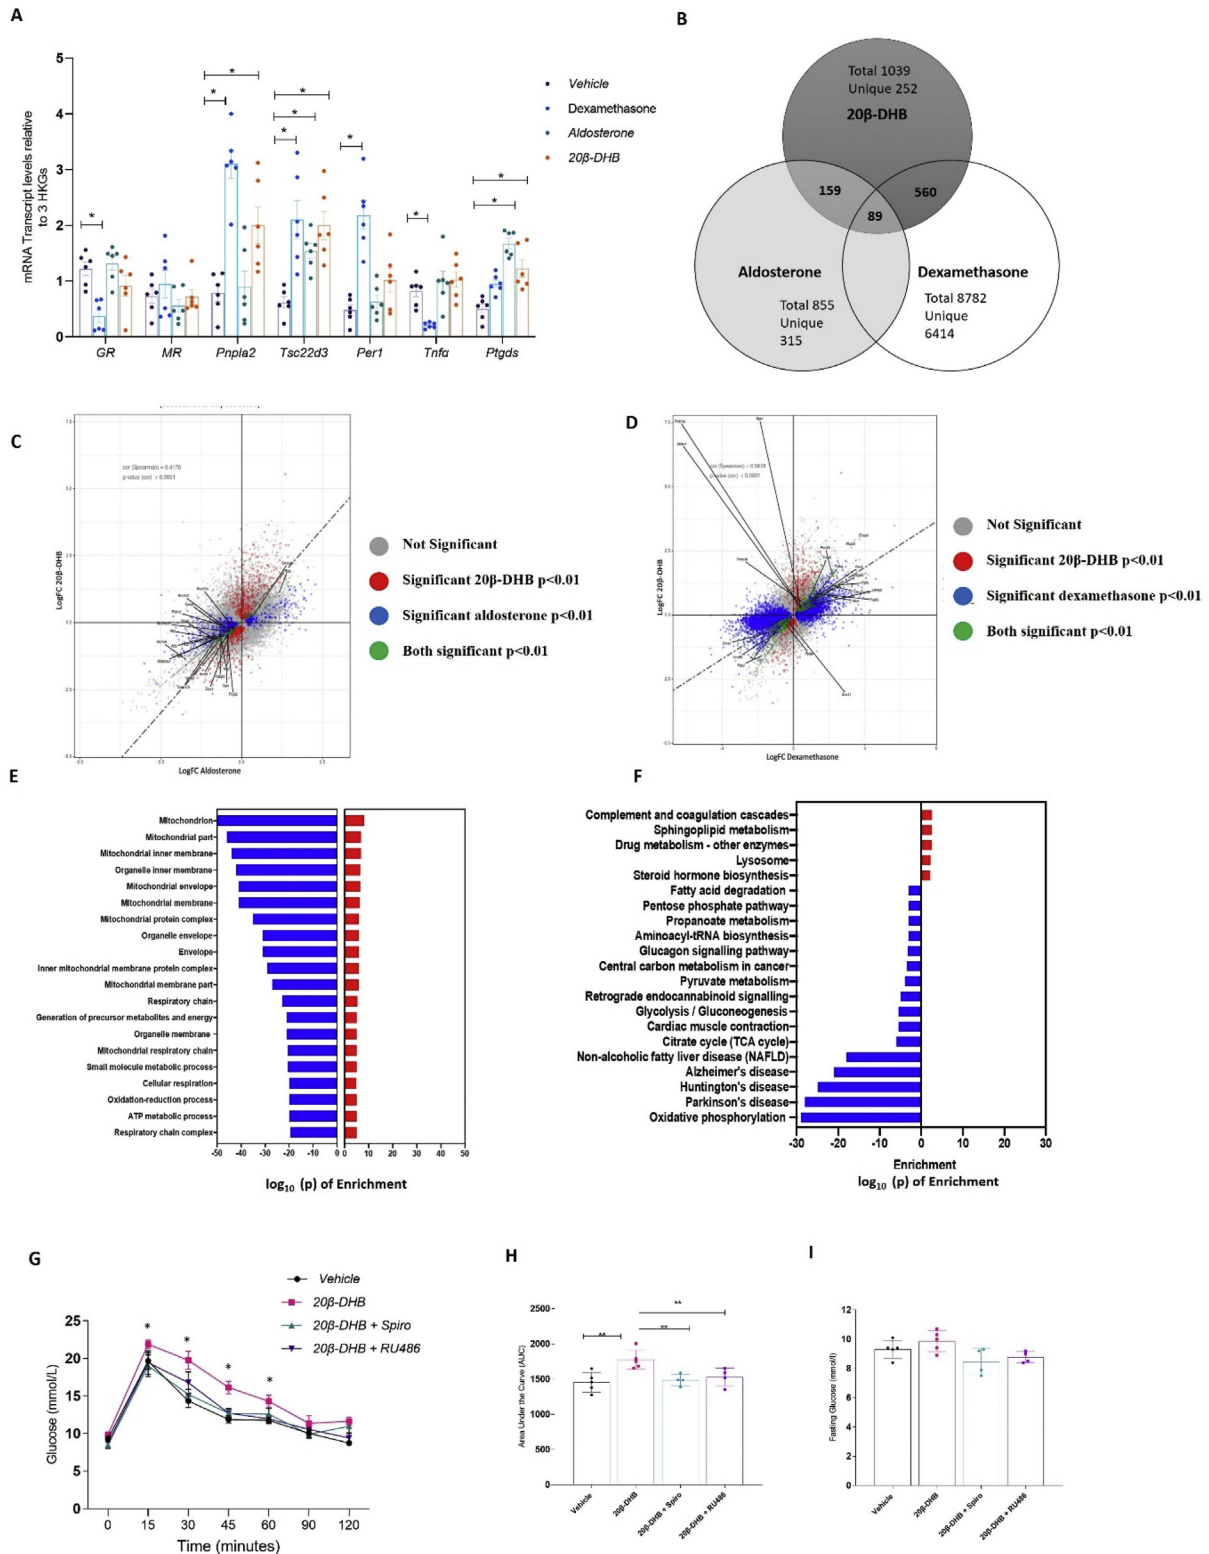 A
mRNA Transcript levels relative
to 3 HKGs
5
4
3
2
1
0
*
*
*
*
*
*
*
*
*
*
GR
MR
Pnpla2
Tsc22d3
Per1
Tnfα
Ptgds
Vehicle
Dexamethasone
Aldosterone
20β-DHB
B
Total 1039
Unique 252
20β-DHB
159
560
89
Aldosterone
Total 855
Unique
315
Dexamethasone
Total 8782
Unique
6414
C
cor (Spearman) = 0.4176
p-value (cor) < 0.0001
LogFC 20β-DHB
LogFC Aldosterone
Not Significant
Significant 20β-DHB p<0.01
Significant aldosterone p<0.01
Both significant p<0.01
D
p-value (cor) < 0.0001
LogFC 20β-DHB
LogFC Dexamethasone
Not Significant
Significant 20β-DHB p<0.01
Significant dexamethasone p<0.01
Both significant p<0.01
E
Mitochondrion
Mitochondrial part
Mitochondrial inner membrane
Organelle inner membrane
Mitochondrial envelope
Mitochondrial membrane
Mitochondrial protein complex
Organelle envelope
Envelope
Inner mitochondrial membrane protein complex
Mitochondrial membrane part
Respiratory chain
Generation of precursor metabolites and energy
Organelle membrane
Mitochondrial respiratory chain
Small molecule metabolic process
Cellular respiration
Oxidation-reduction process
ATP metabolic process
Respiratory chain complex
-50 -40 -30 -20 -10 0 0 10 20 30 40 50
log10 (p) of Enrichment
F
Complement and coagulation cascades
Sphingoplipid metabolism
Drug metabolism - other enzymes
Lysosome
Steroid hormone biosynthesis
Fatty acid degradation
Pentose phosphate pathway
Propanoate metabolism
Aminoacyl-tRNA biosynthesis
Glucagon signalling pathway
Central carbon metabolism in cancer
Pyruvate metabolism
Retrograde endocannabinoid signalling
Glycolysis / Gluconeogenesis
Cardiac muscle contraction
Citrate cycle (TCA cycle)
Non-alcoholic fatty liver disease (NAFLD)
Alzheimer's disease
Huntington's disease
Parkinson's disease
Oxidative phosphorylation
-30 -20 -10 0 10 20 30
Enrichment
log10 (p) of Enrichment
G
Vehicle
20β-DHB
20β-DHB + Spiro
20β-DHB + RU486
Glucose (mmol/L)
25
20
15
10
5
0
* * * *
0 15 30 45 60 90 120
Time (minutes)
H
Area Under the Curve (AUC)
2500
2000
1500
1000
500
0
**
**
**
Vehicle
20β-DHB
20β-DHB + Spiro
20β-DHB + RU486
I
Fasting Glucose (mmol/l)
12
10
8
6
4
2
0
Vehicle
20β-DHB
20β-DHB + Spiro
20β-DHB + RU486